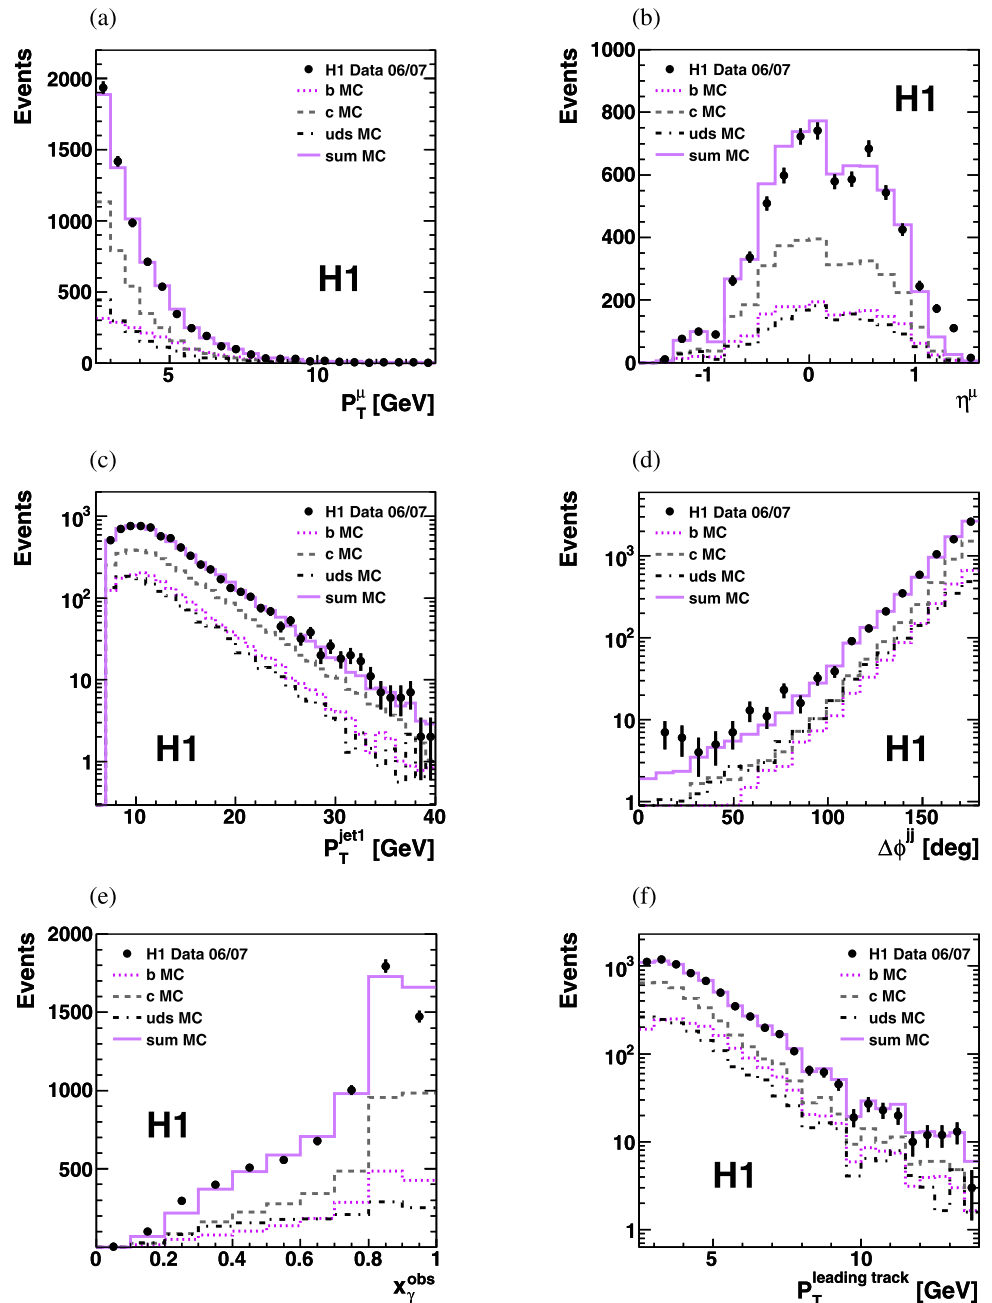 (a)
Events
2000
1500
1000
500
0
H1 Data 06/07
b MC
c MC
uds MC
sum MC
H1
5
10
P_T^μ [GeV]
(b)
Events
1000
800
600
400
200
0
H1 Data 06/07
b MC
c MC
uds MC
sum MC
H1
-1
0
1
η^μ
(c)
Events
10^3
10^2
10
1
H1 Data 06/07
b MC
c MC
uds MC
sum MC
H1
10
20
30
40
P_T^jet1 [GeV]
(d)
Events
10^3
10^2
10
1
H1 Data 06/07
b MC
c MC
uds MC
sum MC
H1
0
50
100
150
Δφ^jj [deg]
(e)
Events
2000
1500
1000
500
H1 Data 06/07
b MC
c MC
uds MC
sum MC
H1
0
0.2
0.4
0.6
0.8
1
x_γ^obs
(f)
Events
10^3
10^2
10
1
H1 Data 06/07
b MC
c MC
uds MC
sum MC
H1
5
10
P_T^leading track [GeV]